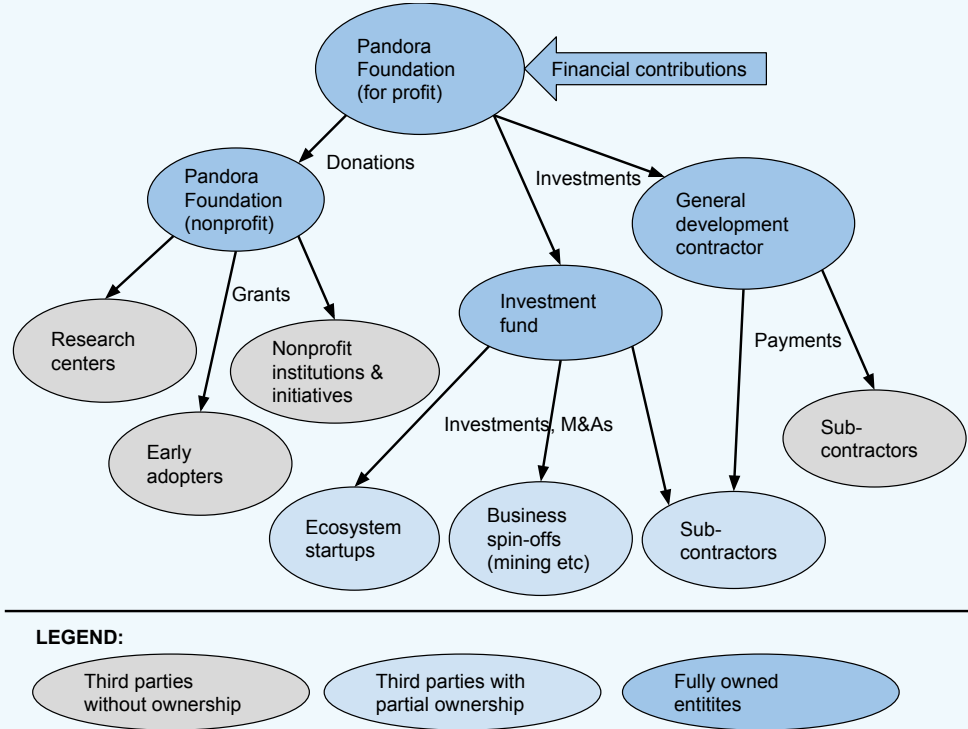 Pandora
Foundation
(for profit)
Financial contributions
Donations
Investments
Pandora
Foundation
(nonprofit)
General
development
contractor
Grants
Investment
fund
Research
centers
Nonprofit
institutions &
initiatives
Payments
Investments, M&As
Sub-
contractors
Early
adopters
Ecosystem
startups
Business
spin-offs
(mining etc)
Sub-
contractors
LEGEND:
Third parties
without ownership
Third parties with
partial ownership
Fully owned
entitites